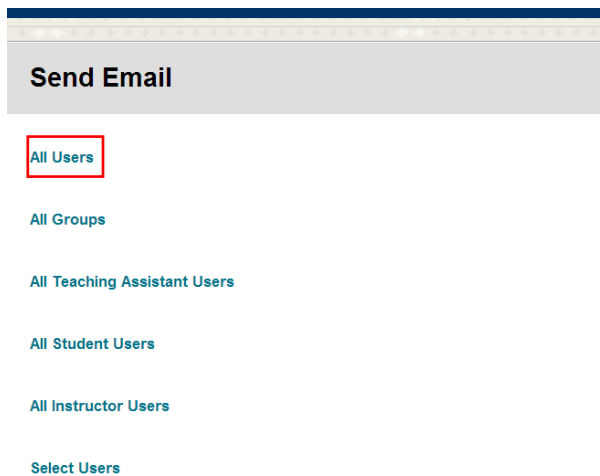 Send Email
All Users
All Groups
All Teaching Assistant Users
All Student Users
All Instructor Users
Select Users